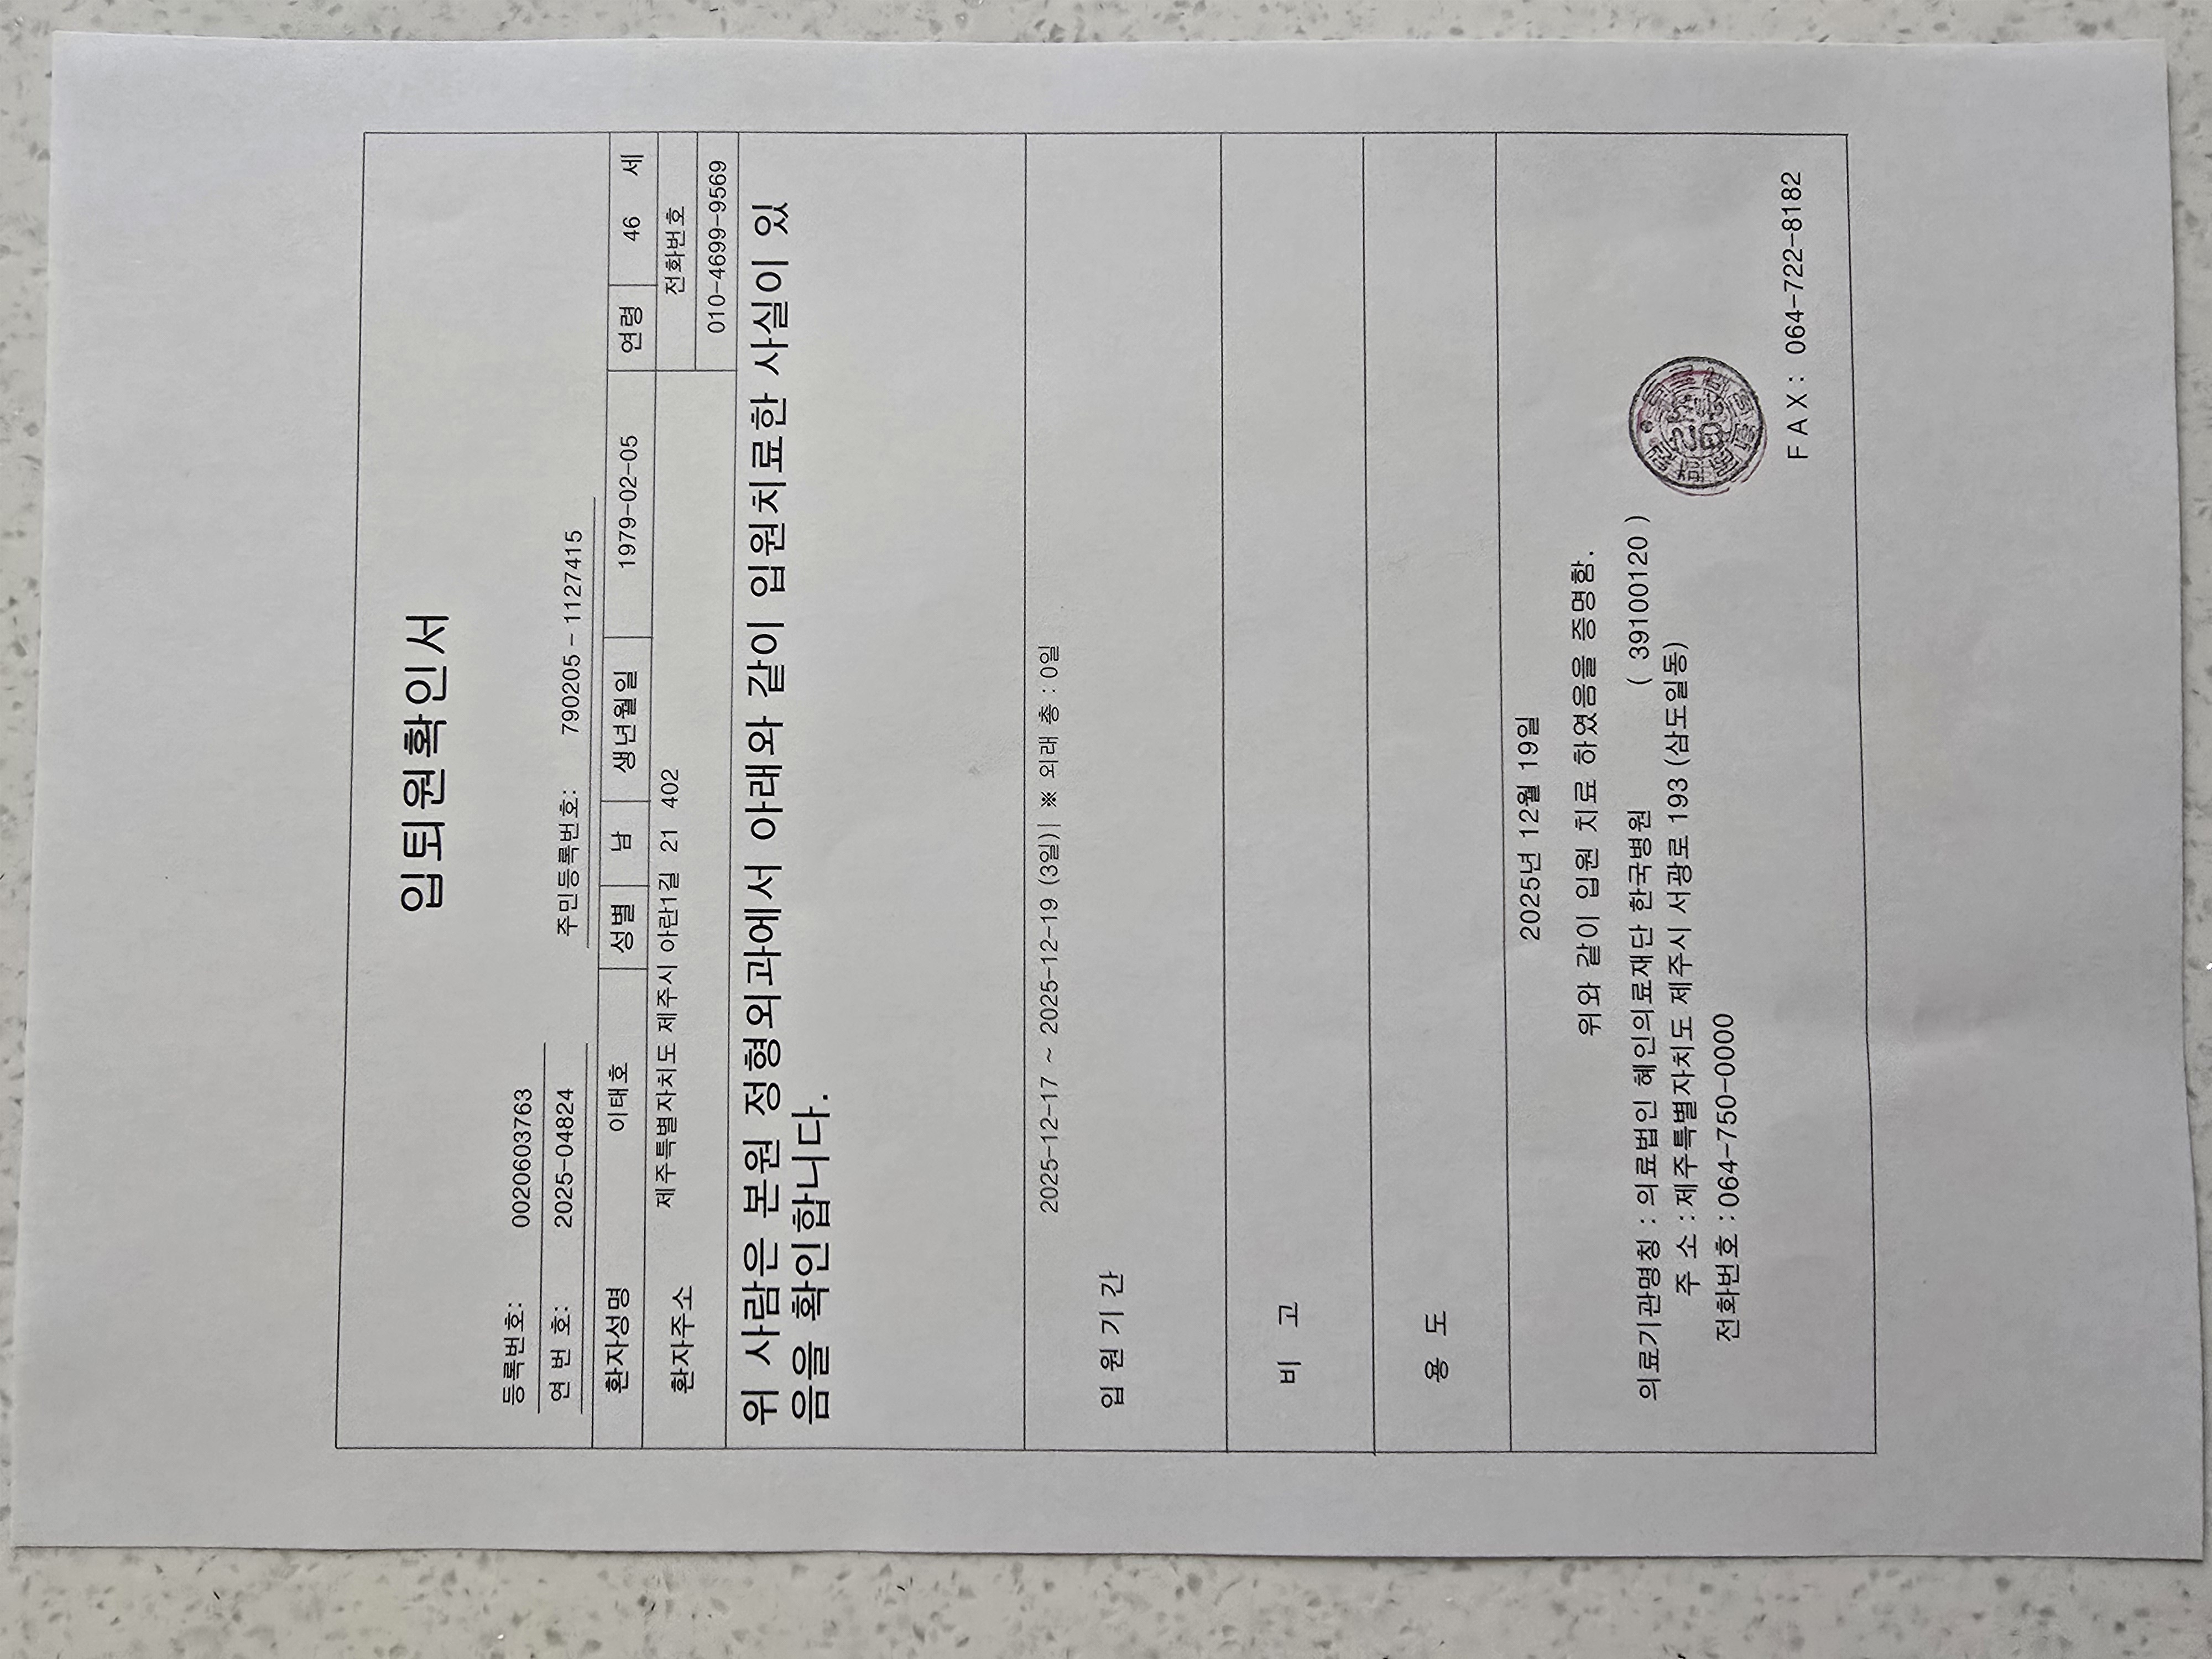 입퇴원확인서
등록번호: 0020603763
연 번 호: 2025-04824 주민등록번호: 790205 - 1127415
환자성명 이태호 성별 남 생년월일 1979-02-05 연령 46 세
환자주소 제주특별자치도 제주시 아란1길 21 402 전화번호
010-4699-9569
위 사람은 본원 정형외과에서 아래와 같이 입원치료한 사실이 있
음을 확인합니다.
입 원 기 간 2025-12-17 ~ 2025-12-19 (3일)| ※ 외래 총 : 0일
비 고
용 도
2025년 12월 19일
위와 같이 입원 치료 하였음을 증명함.
의료기관명칭 : 의료법인 혜인의료재단 한국병원 ( 39100120 )
주 소 : 제주특별자치도 제주시 서광로 193 (삼도일동)
전화번호 : 064-750-0000 FAX : 064-722-8182